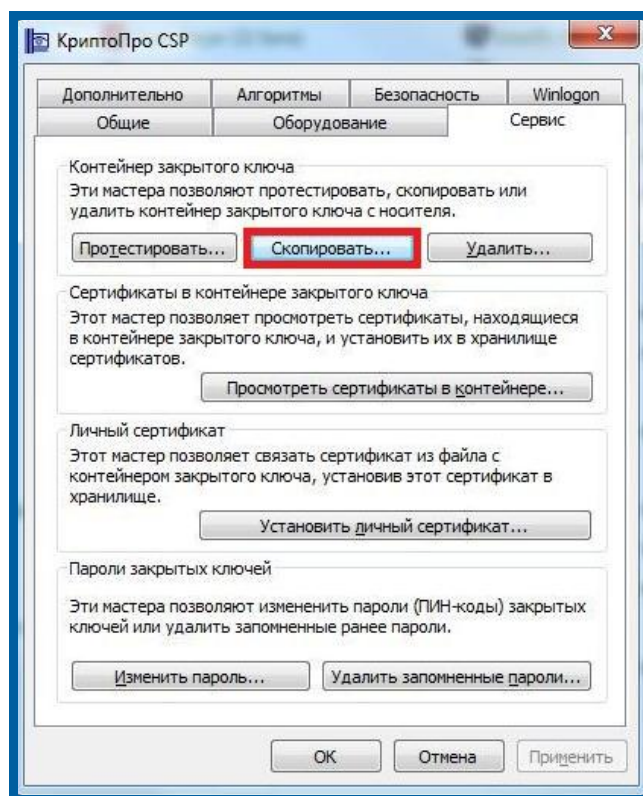 КриптоПро CSP
Дополнительно
Алгоритмы
Безопасность
Winlogon
Общие
Оборудование
Сервис
Контейнер закрытого ключа
Эти мастера позволяют протестировать, скопировать или
удалить контейнер закрытого ключа с носителя.
Протестировать...
Скопировать...
Удалить...
Сертификаты в контейнере закрытого ключа
Этот мастер позволяет просмотреть сертификаты, находящиеся
в контейнере закрытого ключа, и установить их в хранилище
сертификатов.
Просмотреть сертификаты в контейнере...
Личный сертификат
Этот мастер позволяет связать сертификат из файла с
контейнером закрытого ключа, установив этот сертификат в
хранилище.
Установить личный сертификат...
Пароли закрытых ключей
Эти мастера позволяют измененить пароли (ПИН-коды) закрытых
ключей или удалить запомненные ранее пароли.
Изменить пароль...
Удалить запомненные пароли...
ОК
Отмена
Применить